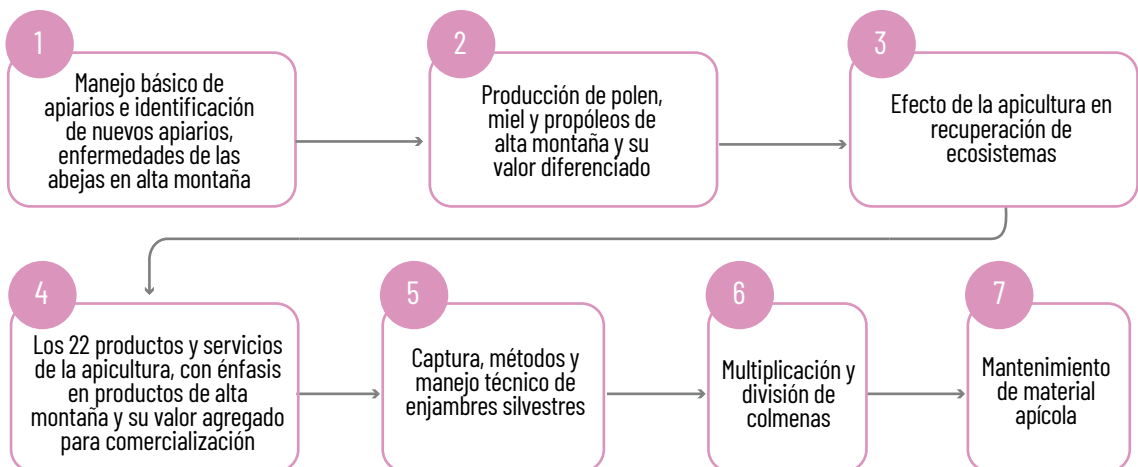 1
Manejo básico de
apiarios e identificación
de nuevos apiarios,
enfermedades de las
abejas en alta montaña
2
Producción de polen,
miel y propóleos de
alta montaña y su
valor diferenciado
3
Efecto de la apicultura en
recuperación de
ecosistemas
4
Los 22 productos y servicios
de la apicultura, con énfasis
en productos de alta
montaña y su valor agregado
para comercialización
5
Captura, métodos y
manejo técnico de
enjambres silvestres
6
Multiplicación y
división de
colmenas
7
Mantenimiento
de material
apícola